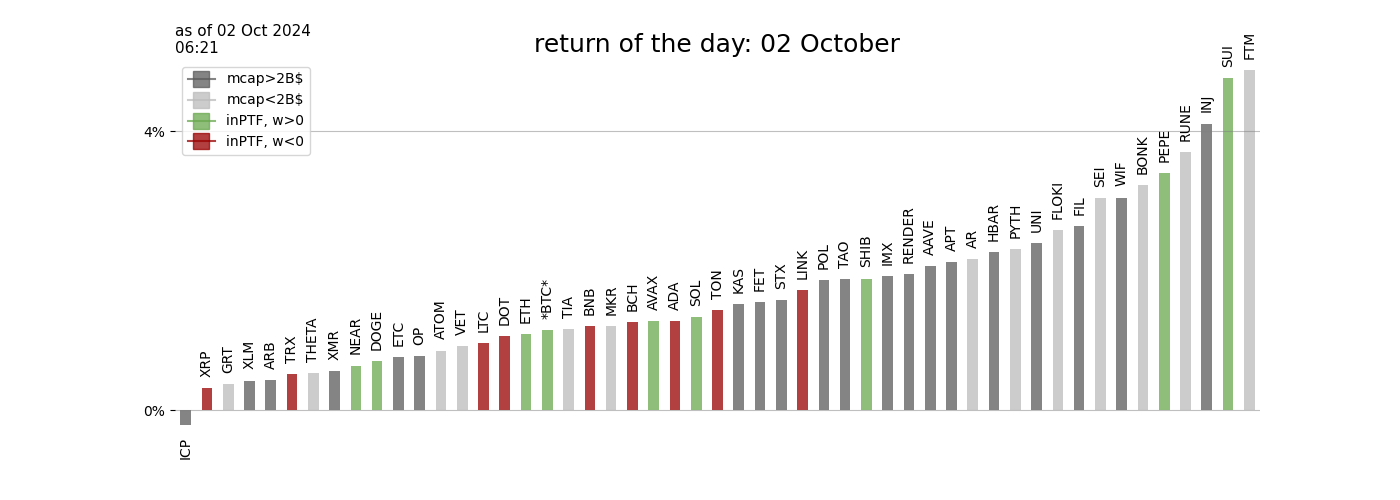 as of 02 Oct 2024
06:21
return of the day: 02 October
mcap>2B$
mcap<2B$
inPTF, w>0
inPTF, w<0
4%
0%
ICP
XRP
GRT
XLM
ARB
TRX
THETA
XMR
NEAR
DOGE
ETC
OP
ATOM
VET
LTC
DOT
ETH
*BTC*
TIA
BNB
MKR
BCH
AVAX
ADA
SOL
TON
KAS
FET
STX
LINK
POL
TAO
SHIB
IMX
RENDER
AAVE
APT
AR
HBAR
PYTH
UNI
FLOKI
FIL
SEI
WIF
BONK
PEPE
RUNE
INJ
SUI
FTM